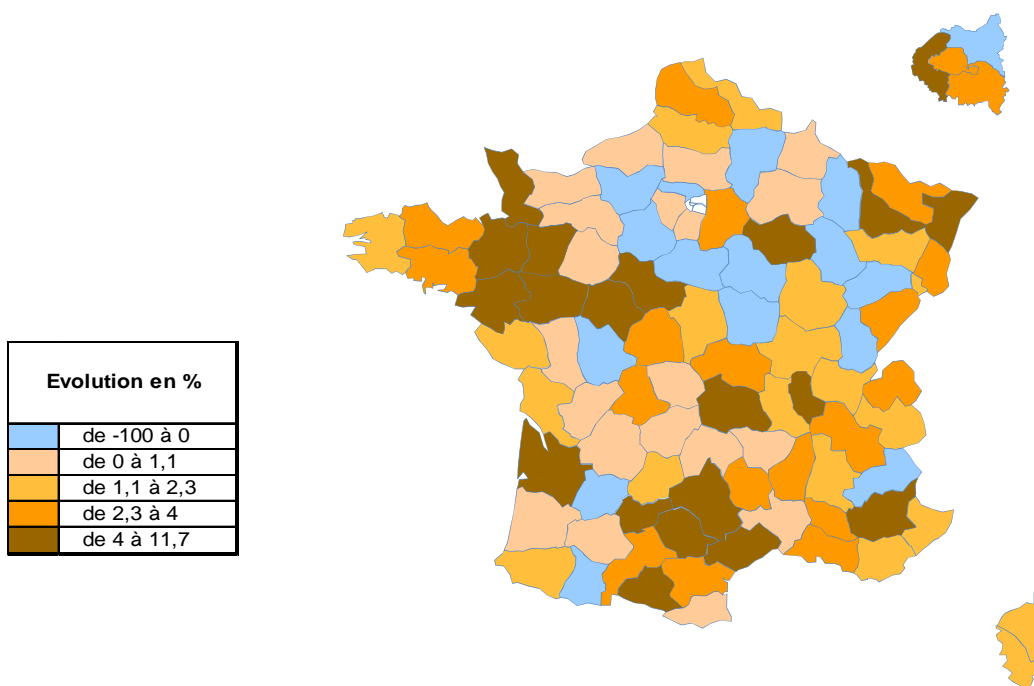 Evolution en %
de -100 à 0
de 0 à 1,1
de 1,1 à 2,3
de 2,3 à 4
de 4 à 11,7